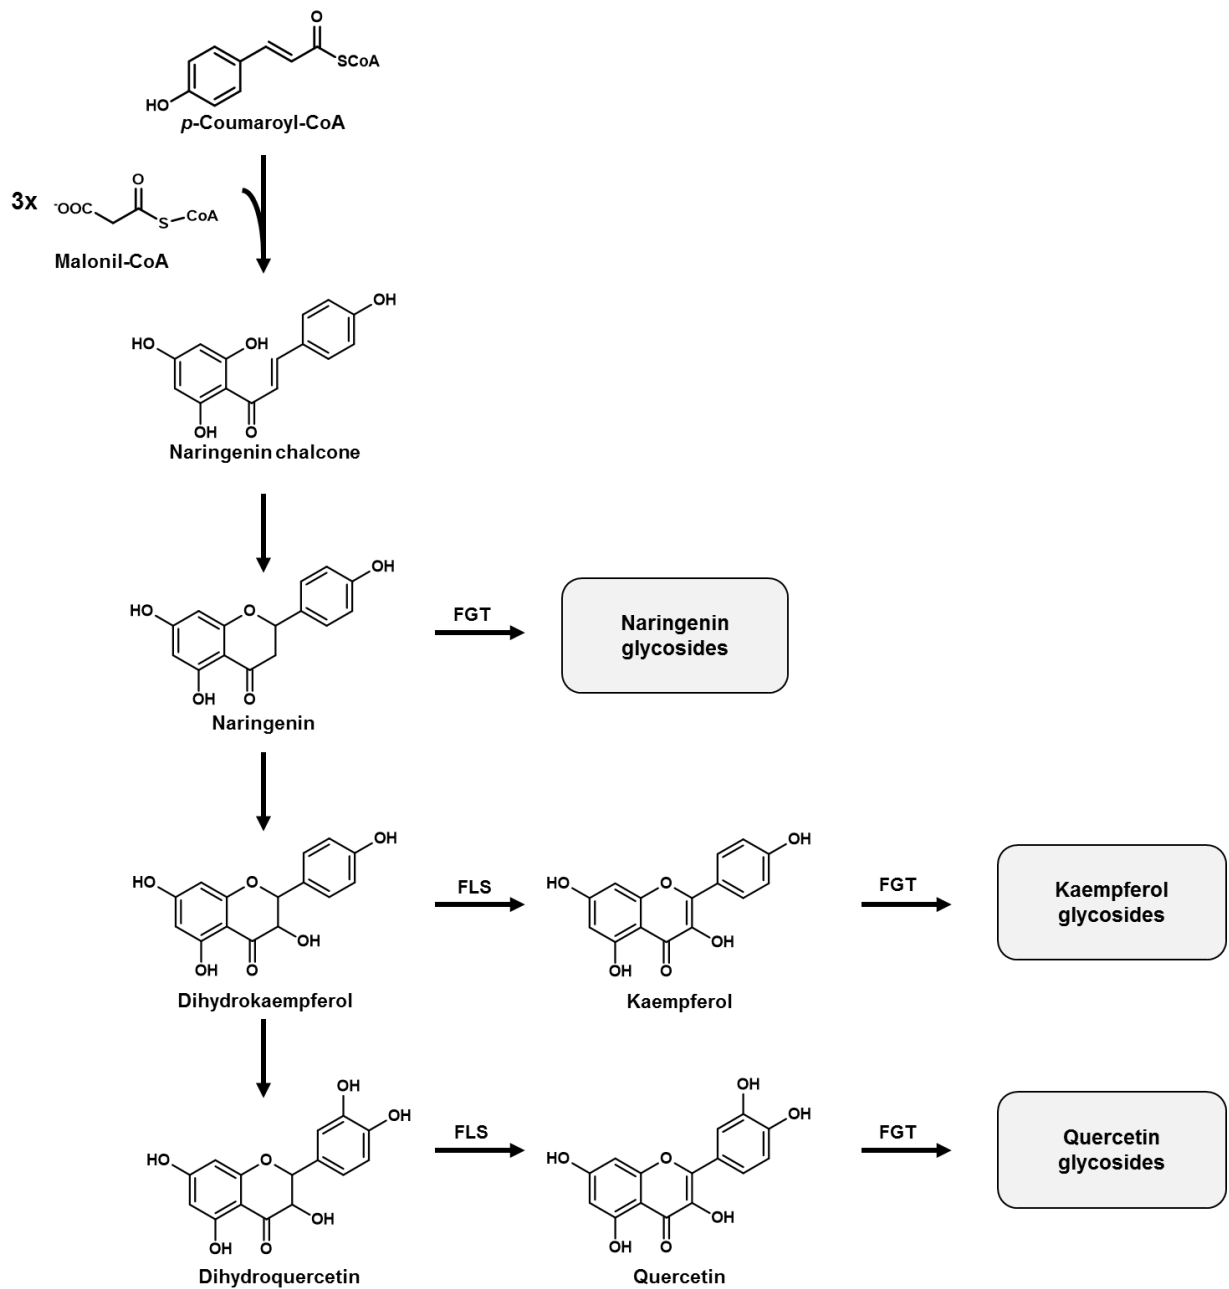 O
SCoA
HO
p-Coumaroyl-CoA
3x
-OOC
O
S
CoA
Malonil-CoA
OH
HO
OH
OH
O
Naringenin chalcone
OH
HO
O
OH
O
Naringenin
FGT
Naringenin
glycosides
OH
HO
O
OH
OH
O
Dihydrokaempferol
FLS
OH
HO
O
OH
OH
O
Kaempferol
FGT
Kaempferol
glycosides
OH
OH
HO
O
OH
OH
O
Dihydroquercetin
FLS
OH
OH
HO
O
OH
OH
O
Quercetin
FGT
Quercetin
glycosides